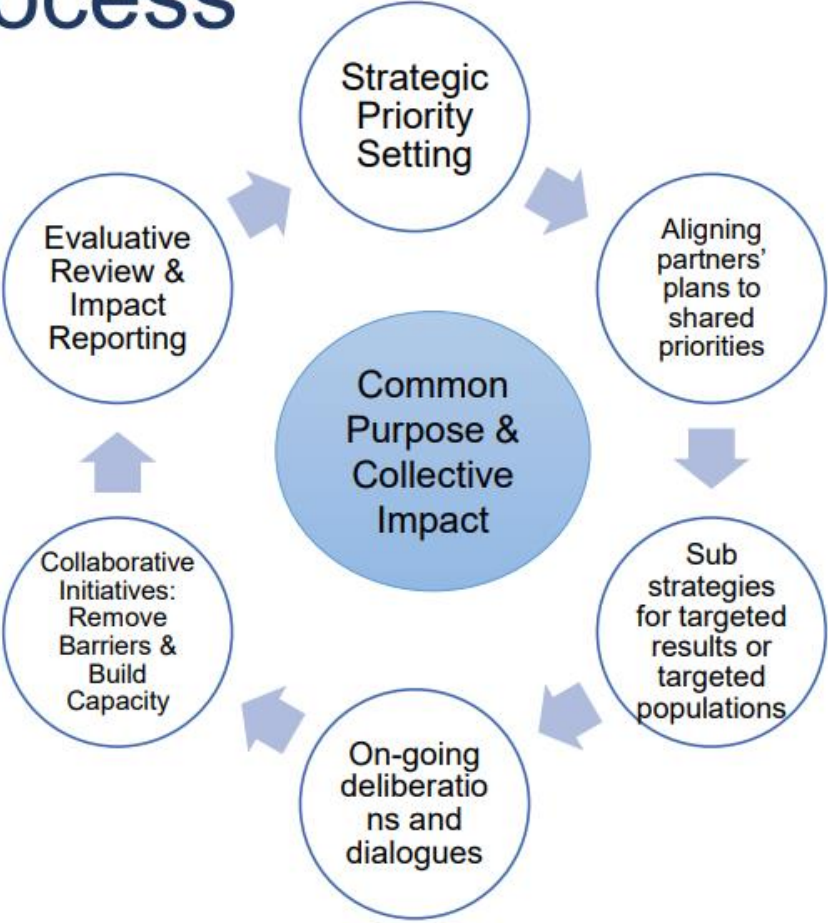 ocess
Strategic
Priority
Setting
Aligning
partners’
plans to
shared
priorities
Sub
strategies
for targeted
results or
targeted
populations
On-going
deliberatio
ns and
dialogues
Collaborative
Initiatives:
Remove
Barriers &
Build
Capacity
Evaluative
Review &
Impact
Reporting
Common
Purpose &
Collective
Impact